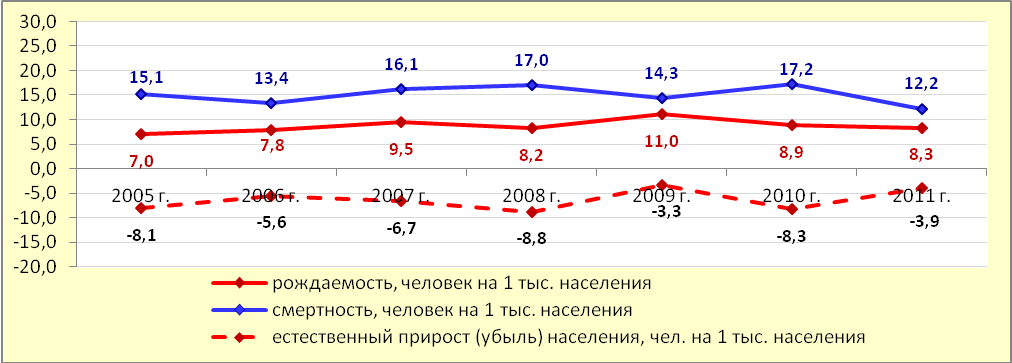 30,0
25,0
20,0
15,0
10,0
5,0
0,0
-5,0
-10,0
-15,0
-20,0
15,1 13,4 16,1 17,0 14,3 17,2 12,2
7,0 7,8 9,5 8,2 11,0 8,9 8,3
2005 г. 2006 г. 2007 г. 2008 г. 2009 г. 2010 г. 2011 г.
-8,1 -5,6 -6,7 -8,8 -3,3 -8,3 -3,9
рождаемость, человек на 1 тыс. населения
смертность, человек на 1 тыс. населения
естественный прирост (убыль) населения, чел. на 1 тыс. населения